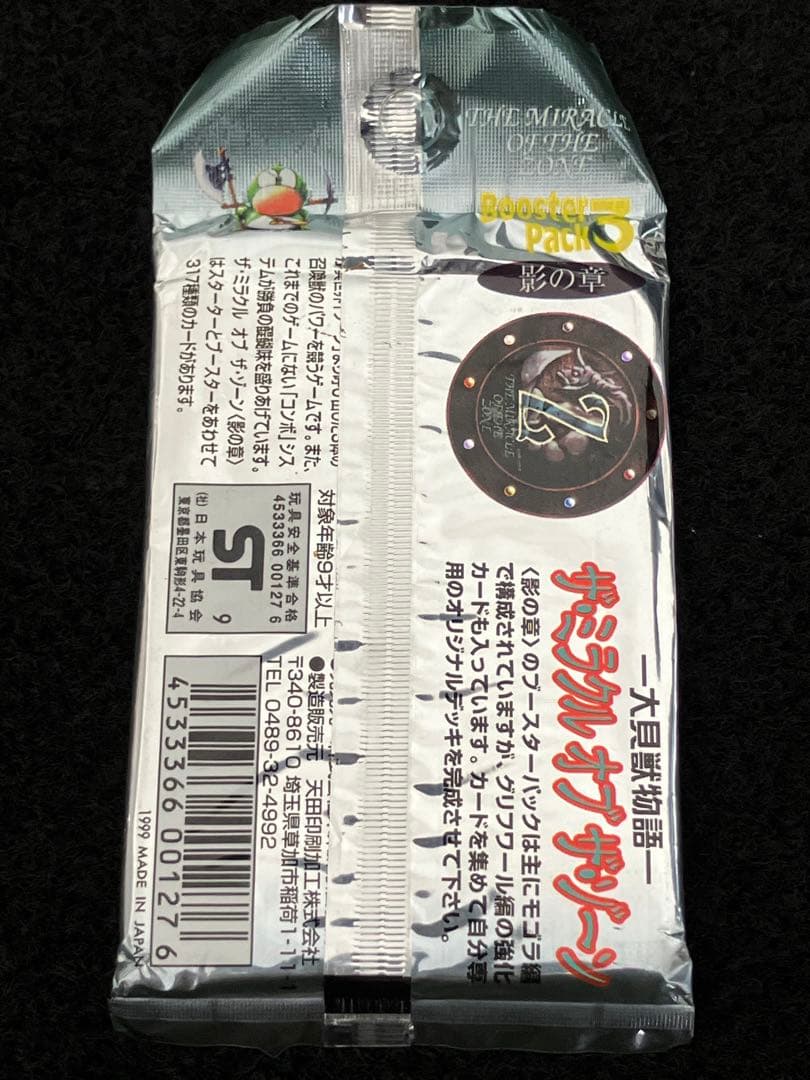 THE MIRACLE
OF THE
ZONE
Booster
Pack 3
影の章
THE MIRACLE
OF THE
ZONE
Z
―大貝獣物語―
ザ・ミラクル オブ ザ・ゾーン
〈影の章〉のブースターパックは主にモゴラ編
で構成されていますが、グリフワール編の強化
カードも入っています。カードを集めて自分専
用のオリジナルデッキを完成させて下さい。
召喚獣のパワーを競うゲームです。また、
これまでのゲームにない「コンボ」シス
テムが勝負の醍醐味を盛りあげています。
ザ・ミラクル オブ ザ・ゾーン〈影の章〉
はスターターとブースターをあわせて
317種類のカードがあります。
対象年齢9才以上
玩具安全基準合格
4533366 00127 6
ST 9
(社)日本玩具協会
東京都墨田区東駒形4-22-4
●製造販売元 天田印刷加工株式会社
〒340-8610 埼玉県草加市稲荷1-11-1
TEL 0489-32-4992
4533366001276
1999 MADE IN JAPAN